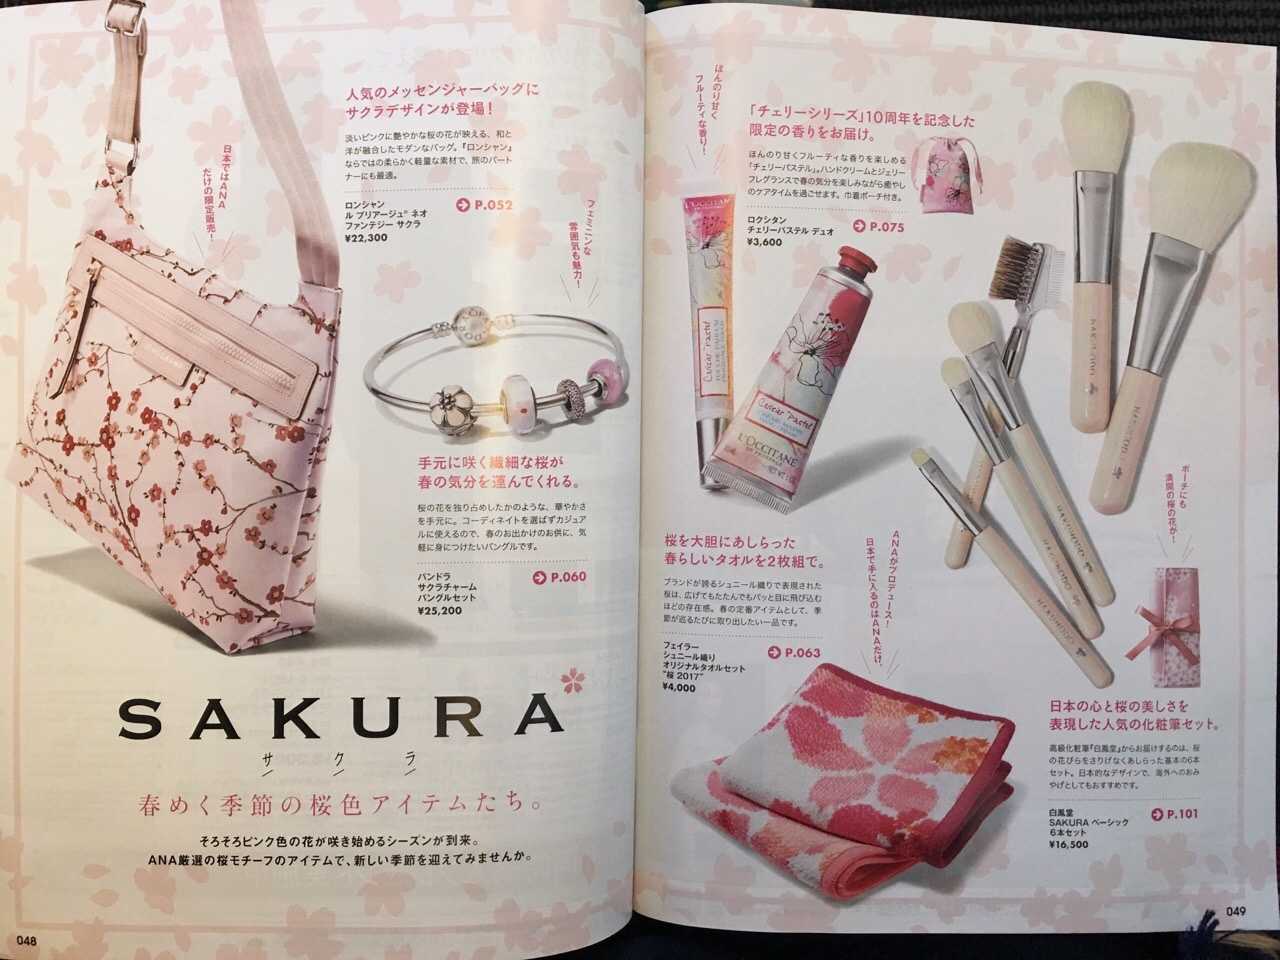 人気のメッセンジャーバッグに
サクラデザインが登場！
淡いピンクに艶やかな桜の花が映える、和と
洋が融合したモダンなバッグ。『ロンシャン』
ならではの柔らかく軽量な素材で、旅のパート
ナーにも最適。
ロンシャン
ル プリアージュ® ネオ
ファンテジー サクラ
¥22,300
P.052
日本ではANA
だけの限定販売！
フェミニンな
雰囲気も魅力！
手元に咲く繊細な桜が
春の気分を運んでくれる。
桜の花を独り占めしたかのような、華やかさ
を手元に。コーディネイトを選ばずカジュア
ルに使えるので、春のお出かけのお供に、気
軽に身につけたいバングルです。
パンドラ
サクラチャーム
バングルセット
¥25,200
P.060
SAKURA
サクラ
春めく季節の桜色アイテムたち。
そろそろピンク色の花が咲き始めるシーズンが到来。
ANA厳選の桜モチーフのアイテムで、新しい季節を迎えてみませんか。
048
ほんのり甘く
フルーティな香り！
「チェリーシリーズ」10周年を記念した
限定の香りをお届け。
ほんのり甘くフルーティな香りを楽しめる
「チェリーパステル」。ハンドクリームとジェリー
フレグランスで春の気分を楽しみながら癒やし
のケアタイムを過ごせます。巾着ポーチ付き。
ロクシタン
チェリーパステル デュオ
¥3,600
P.075
L'OCCITANE
Cerisier Pastel
Cerisier Pastel
L'OCCITANE
EN PROVENCE
HAKUHODO
HAKUHODO
HAKUHODO
HAKUHODO
HAKUHODO
桜を大胆にあしらった
春らしいタオルを2枚組で。
ブランドが誇るシュニール織りで表現された
桜は、広げてもたたんでもパッと目に飛び込む
ほどの存在感。春の定番アイテムとして、季
節が巡るたびに取り出したい一品です。
フェイラー
シュニール織り
オリジナルタオルセット
“桜 2017”
¥4,000
P.063
ANAがプロデュース！
日本で手に入るのはANAだけ。
ポーチにも
満開の桜の花が！
日本の心と桜の美しさを
表現した人気の化粧筆セット。
高級化粧筆『白鳳堂』からお届けするのは、桜
の花びらをさりげなくあしらった基本の6本
セット。日本的なデザインで、海外へのおみ
やげとしてもおすすめです。
白鳳堂
SAKURA ベーシック
6本セット
¥16,500
P.101
049